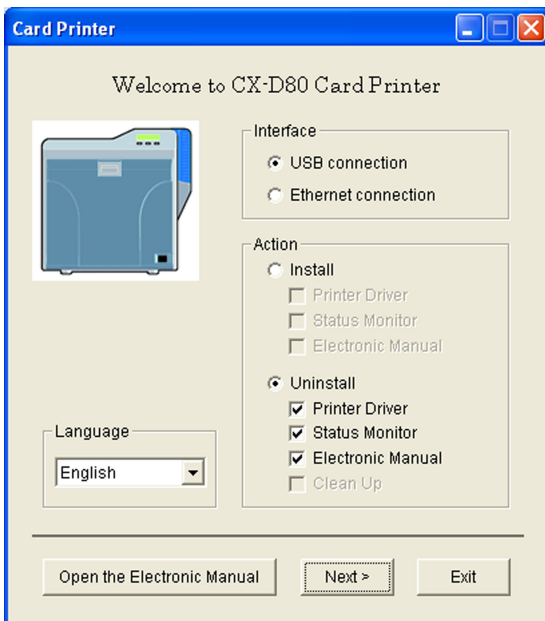 Card Printer
Welcome to CX-D80 Card Printer
Interface
USB connection
Ethernet connection
Action
Install
Printer Driver
Status Monitor
Electronic Manual
Uninstall
Printer Driver
Status Monitor
Electronic Manual
Clean Up
Language
English
Open the Electronic Manual
Next >
Exit